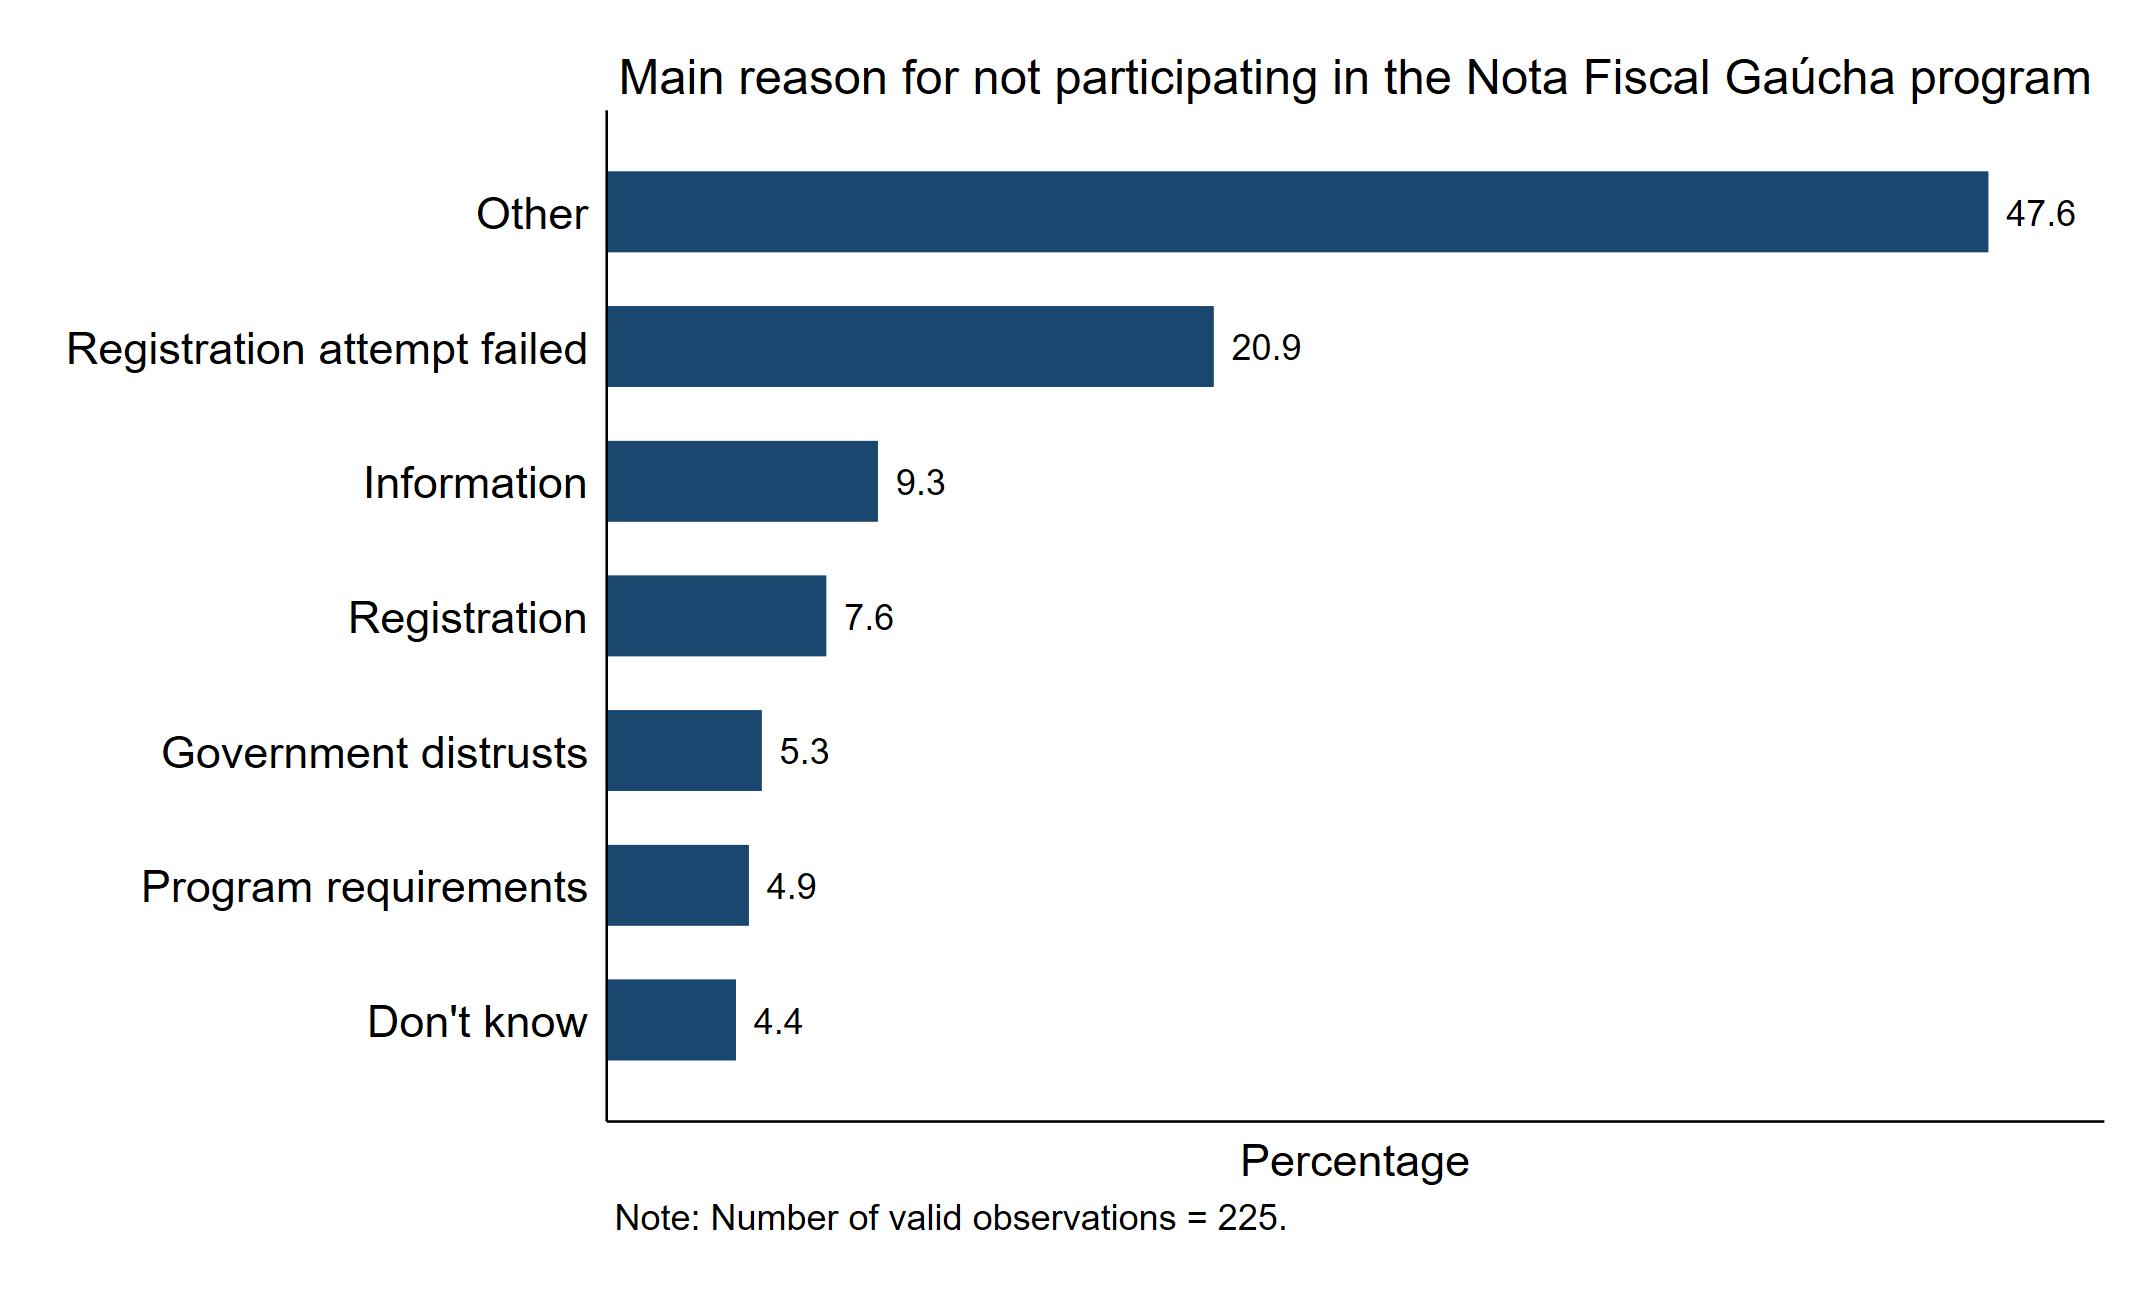 Main reason for not participating in the Nota Fiscal Gaúcha program
Other 47.6
Registration attempt failed 20.9
Information 9.3
Registration 7.6
Government distrusts 5.3
Program requirements 4.9
Don't know 4.4
Percentage
Note: Number of valid observations = 225.